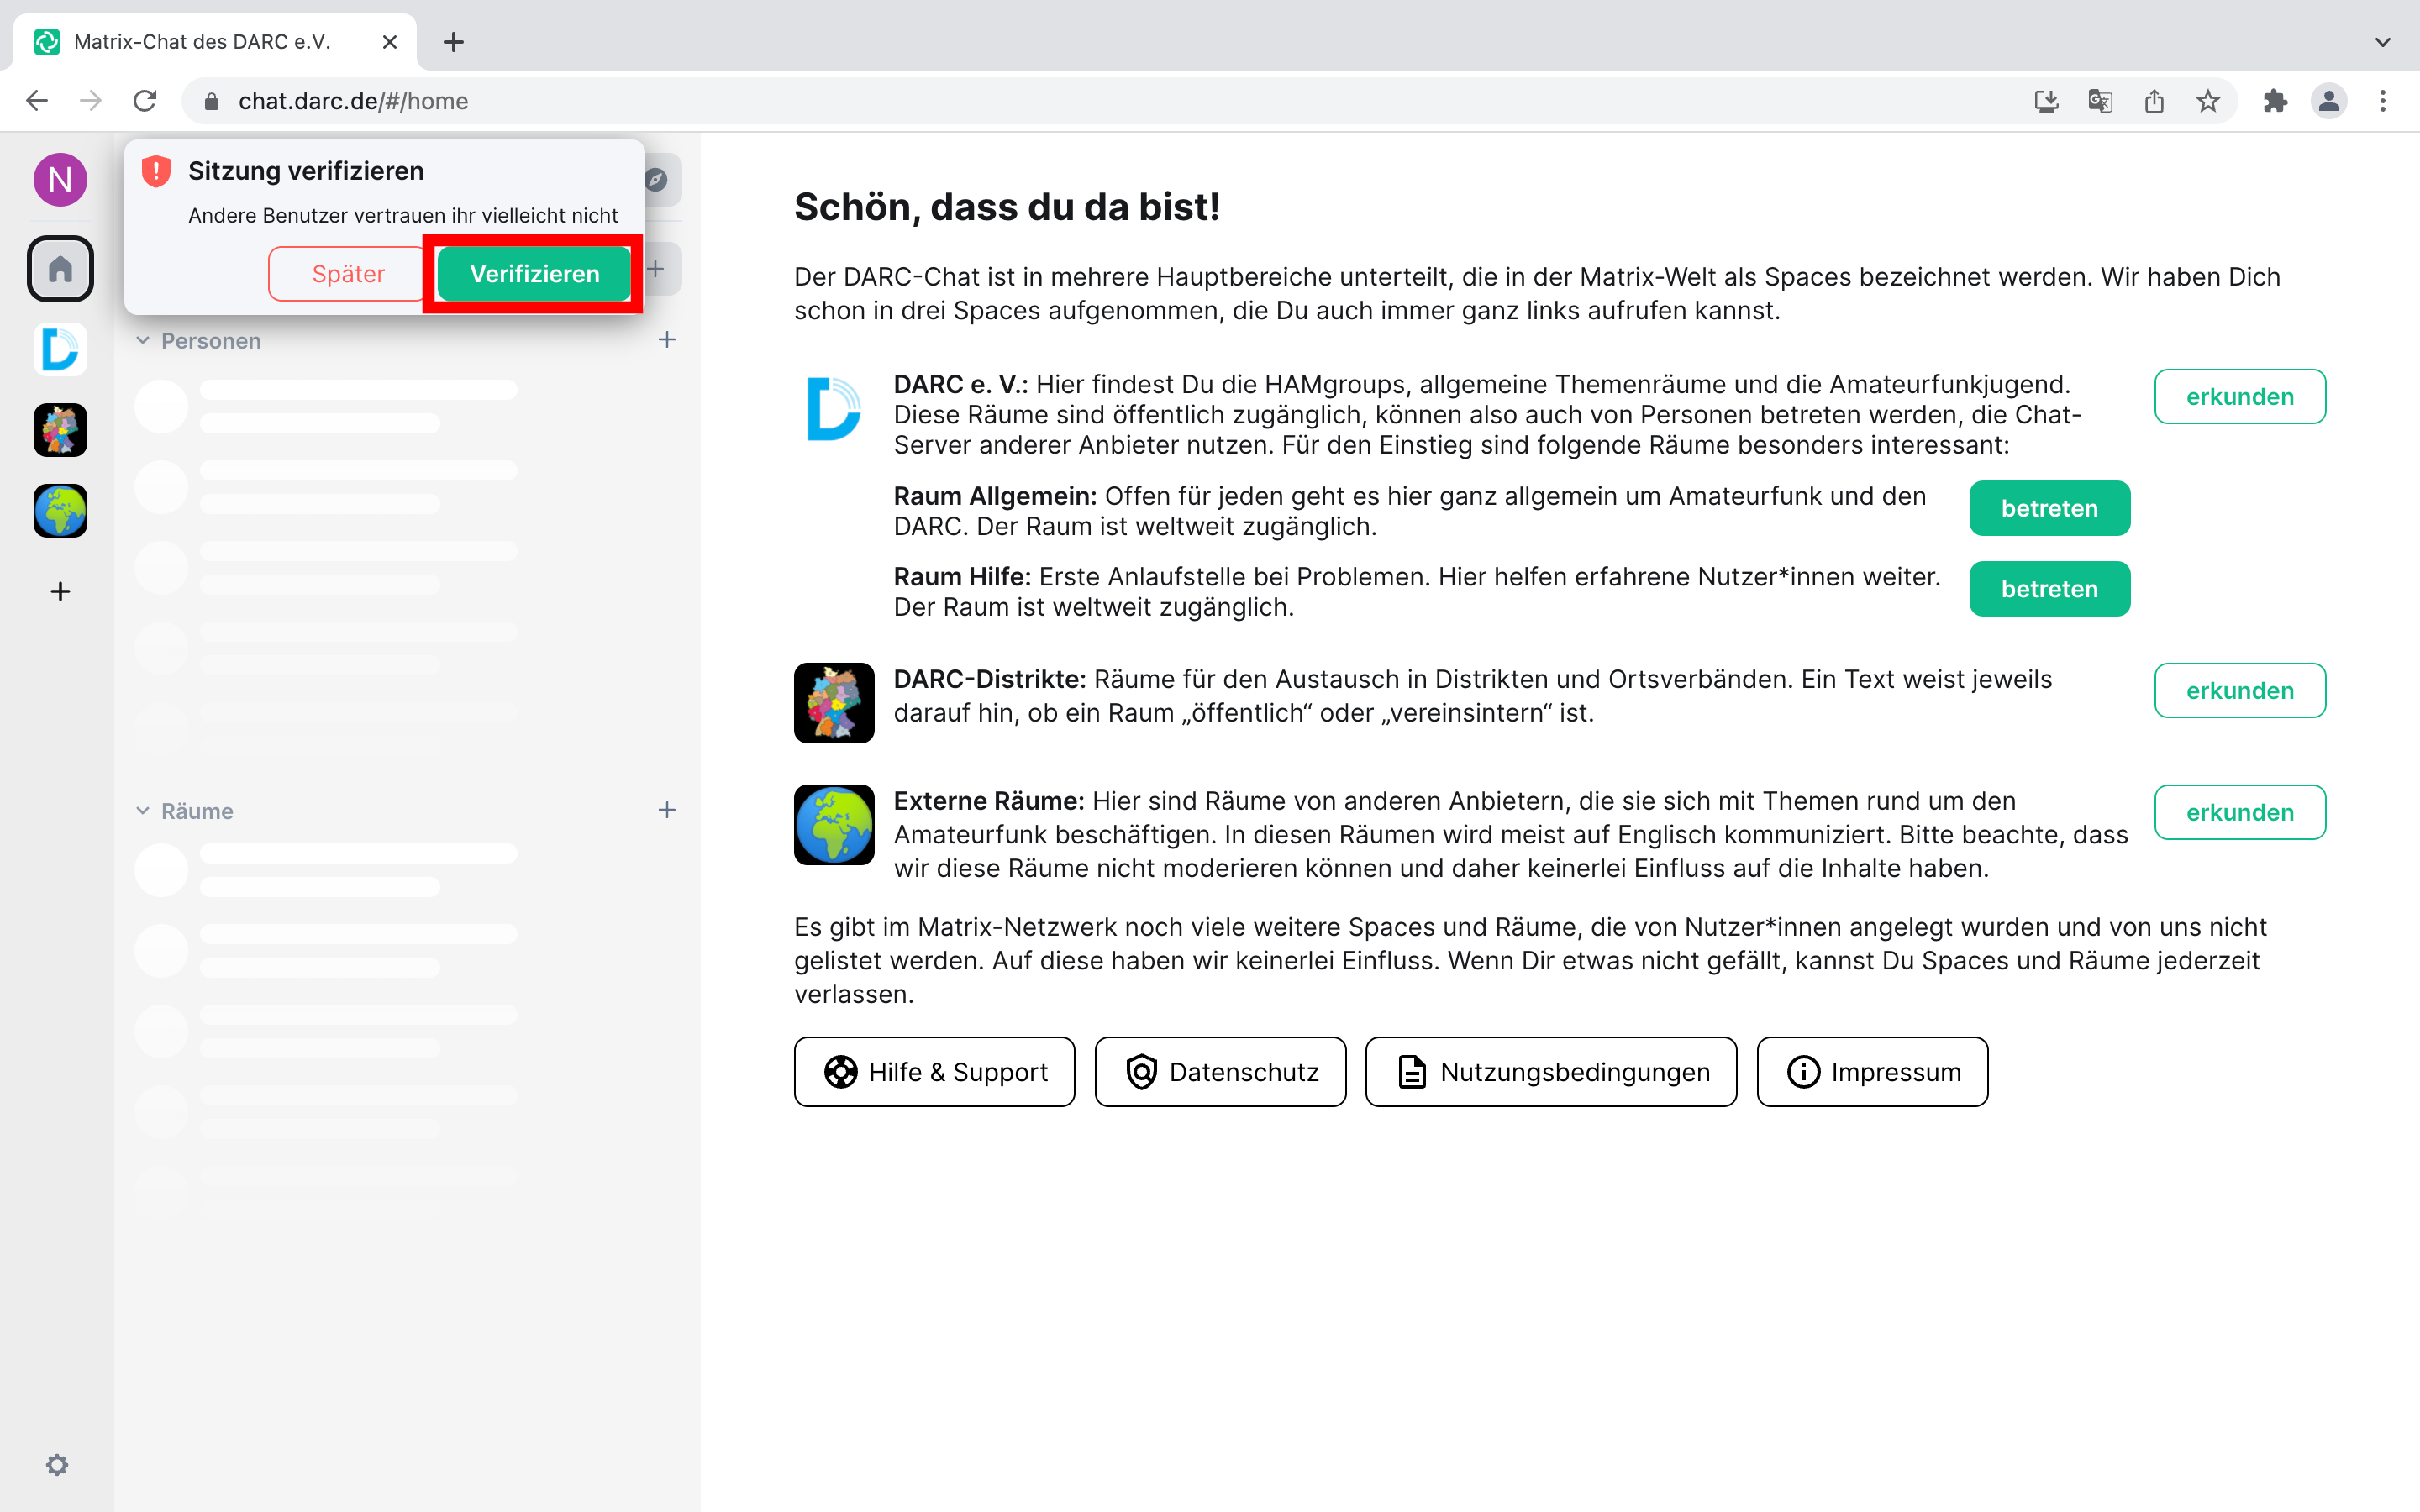 Matrix-Chat des DARC e.V.
chat.darc.de/#/home
N
Sitzung verifizieren
Andere Benutzer vertrauen ihr vielleicht nicht
Später
Verifizieren
Personen
Räume
Schön, dass du da bist!
Der DARC-Chat ist in mehrere Hauptbereiche unterteilt, die in der Matrix-Welt als Spaces bezeichnet werden. Wir haben Dich
schon in drei Spaces aufgenommen, die Du auch immer ganz links aufrufen kannst.
DARC e. V.: Hier findest Du die HAMgroups, allgemeine Themenräume und die Amateurfunkjugend.
Diese Räume sind öffentlich zugänglich, können also auch von Personen betreten werden, die Chat-
Server anderer Anbieter nutzen. Für den Einstieg sind folgende Räume besonders interessant:
erkunden
Raum Allgemein: Offen für jeden geht es hier ganz allgemein um Amateurfunk und den
DARC. Der Raum ist weltweit zugänglich.
betreten
Raum Hilfe: Erste Anlaufstelle bei Problemen. Hier helfen erfahrene Nutzer*innen weiter.
Der Raum ist weltweit zugänglich.
betreten
DARC-Distrikte: Räume für den Austausch in Distrikten und Ortsverbänden. Ein Text weist jeweils
darauf hin, ob ein Raum „öffentlich“ oder „vereinsintern“ ist.
erkunden
Externe Räume: Hier sind Räume von anderen Anbietern, die sie sich mit Themen rund um den
Amateurfunk beschäftigen. In diesen Räumen wird meist auf Englisch kommuniziert. Bitte beachte, dass
wir diese Räume nicht moderieren können und daher keinerlei Einfluss auf die Inhalte haben.
erkunden
Es gibt im Matrix-Netzwerk noch viele weitere Spaces und Räume, die von Nutzer*innen angelegt wurden und von uns nicht
gelistet werden. Auf diese haben wir keinerlei Einfluss. Wenn Dir etwas nicht gefällt, kannst Du Spaces und Räume jederzeit
verlassen.
Hilfe & Support
Datenschutz
Nutzungsbedingungen
Impressum